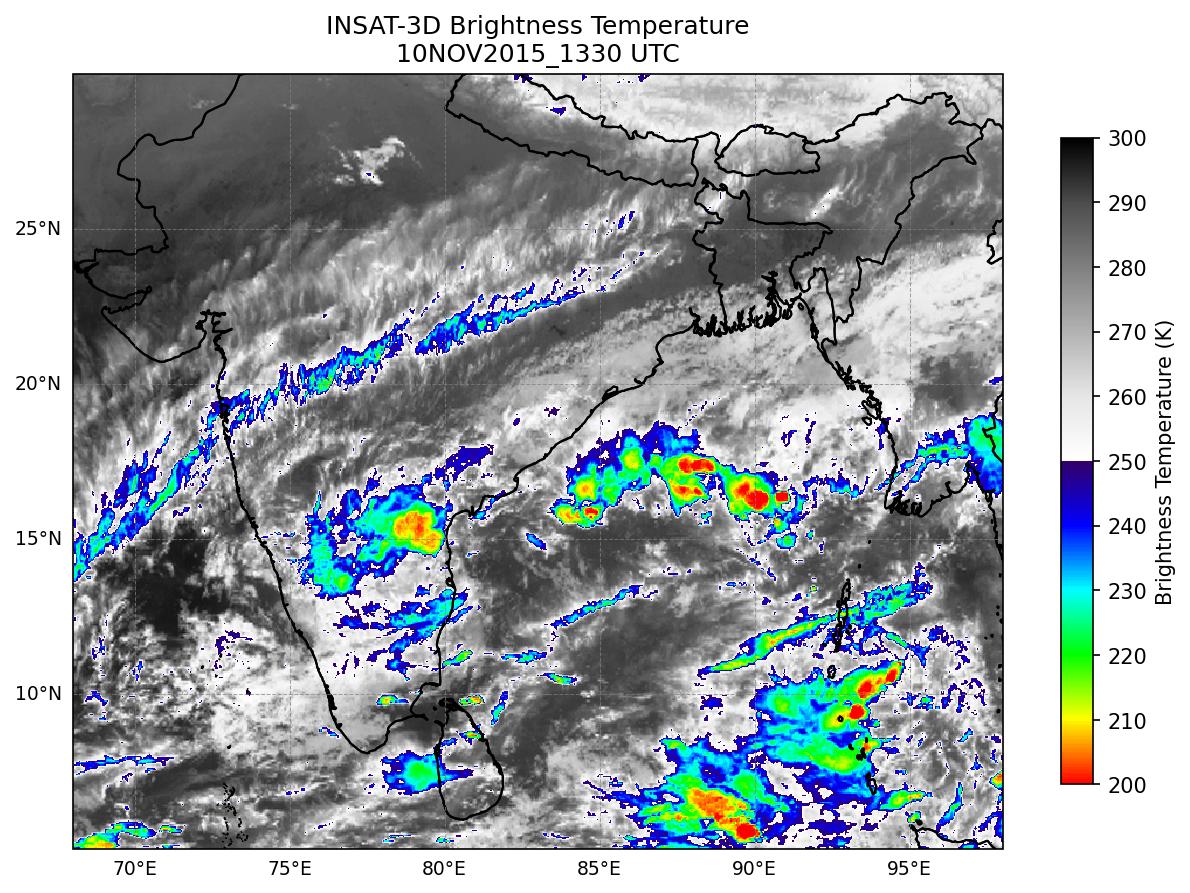 INSAT-3D Brightness Temperature
10NOV2015_1330 UTC
25°N
20°N
15°N
10°N
70°E
75°E
80°E
85°E
90°E
95°E
300
290
280
270
260
250
240
230
220
210
200
Brightness Temperature (K)